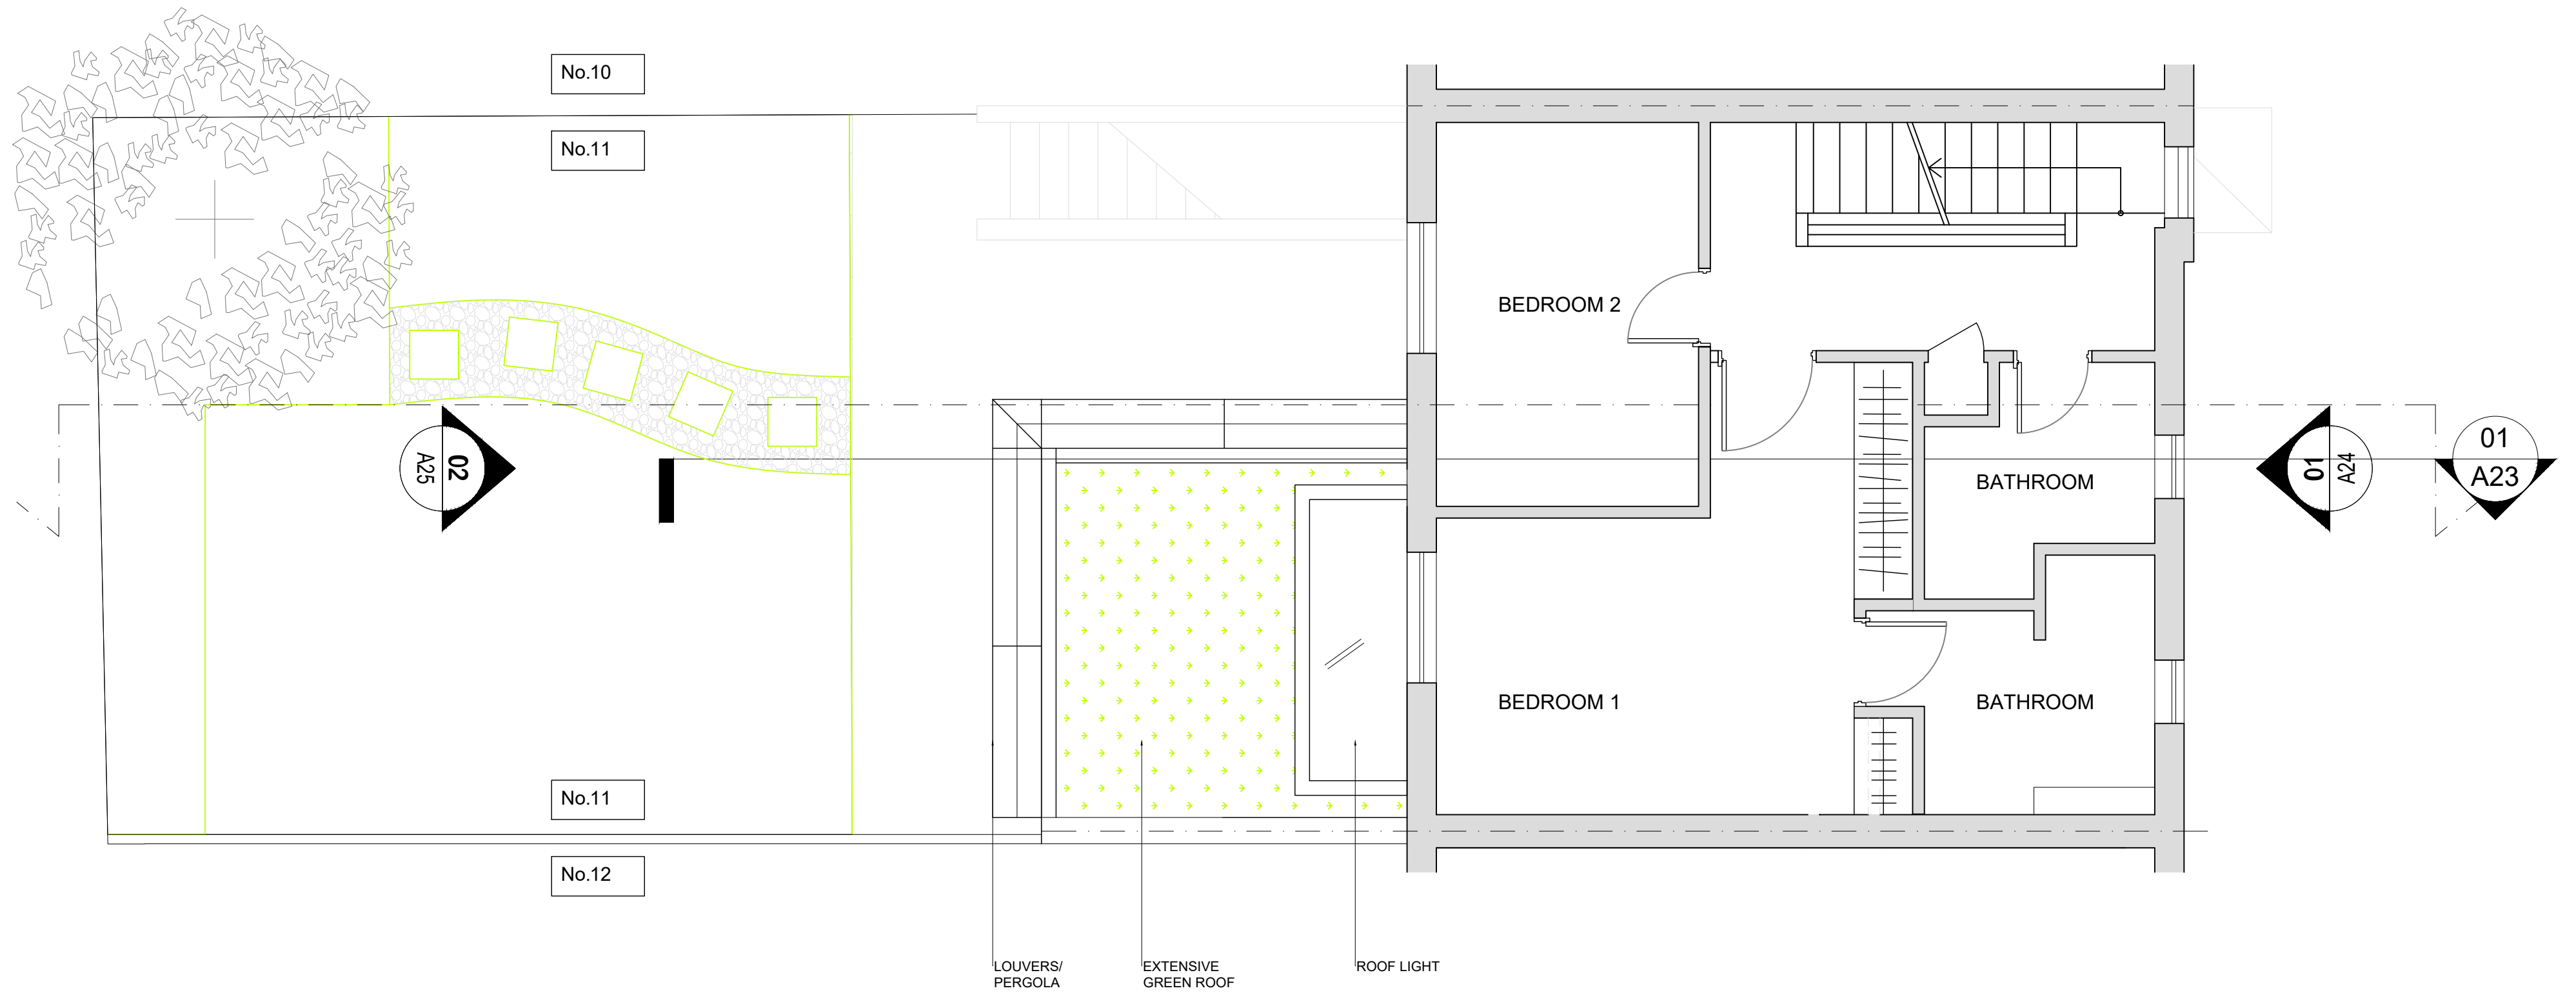 No.10
No.11
BEDROOM 2
02
A25
01
A24
01
A23
BATHROOM
BEDROOM 1
BATHROOM
No.11
No.12
LOUVERS/
PERGOLA
EXTENSIVE
GREEN ROOF
ROOF LIGHT